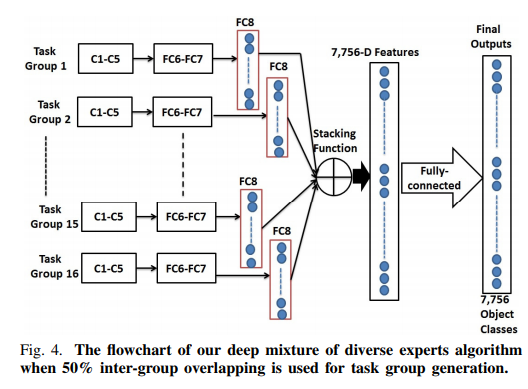 Task
Group 1
C1-C5
FC6-FC7
FC8
7,756-D Features
Final
Outputs
Task
Group 2
C1-C5
FC6-FC7
FC8
Stacking
Function
Fully-
connected
Task
Group 15
C1-C5
FC6-FC7
FC8
Task
Group 16
C1-C5
FC6-FC7
FC8
7,756
Object
Classes
Fig. 4. The flowchart of our deep mixture of diverse experts algorithm
when 50% inter-group overlapping is used for task group generation.